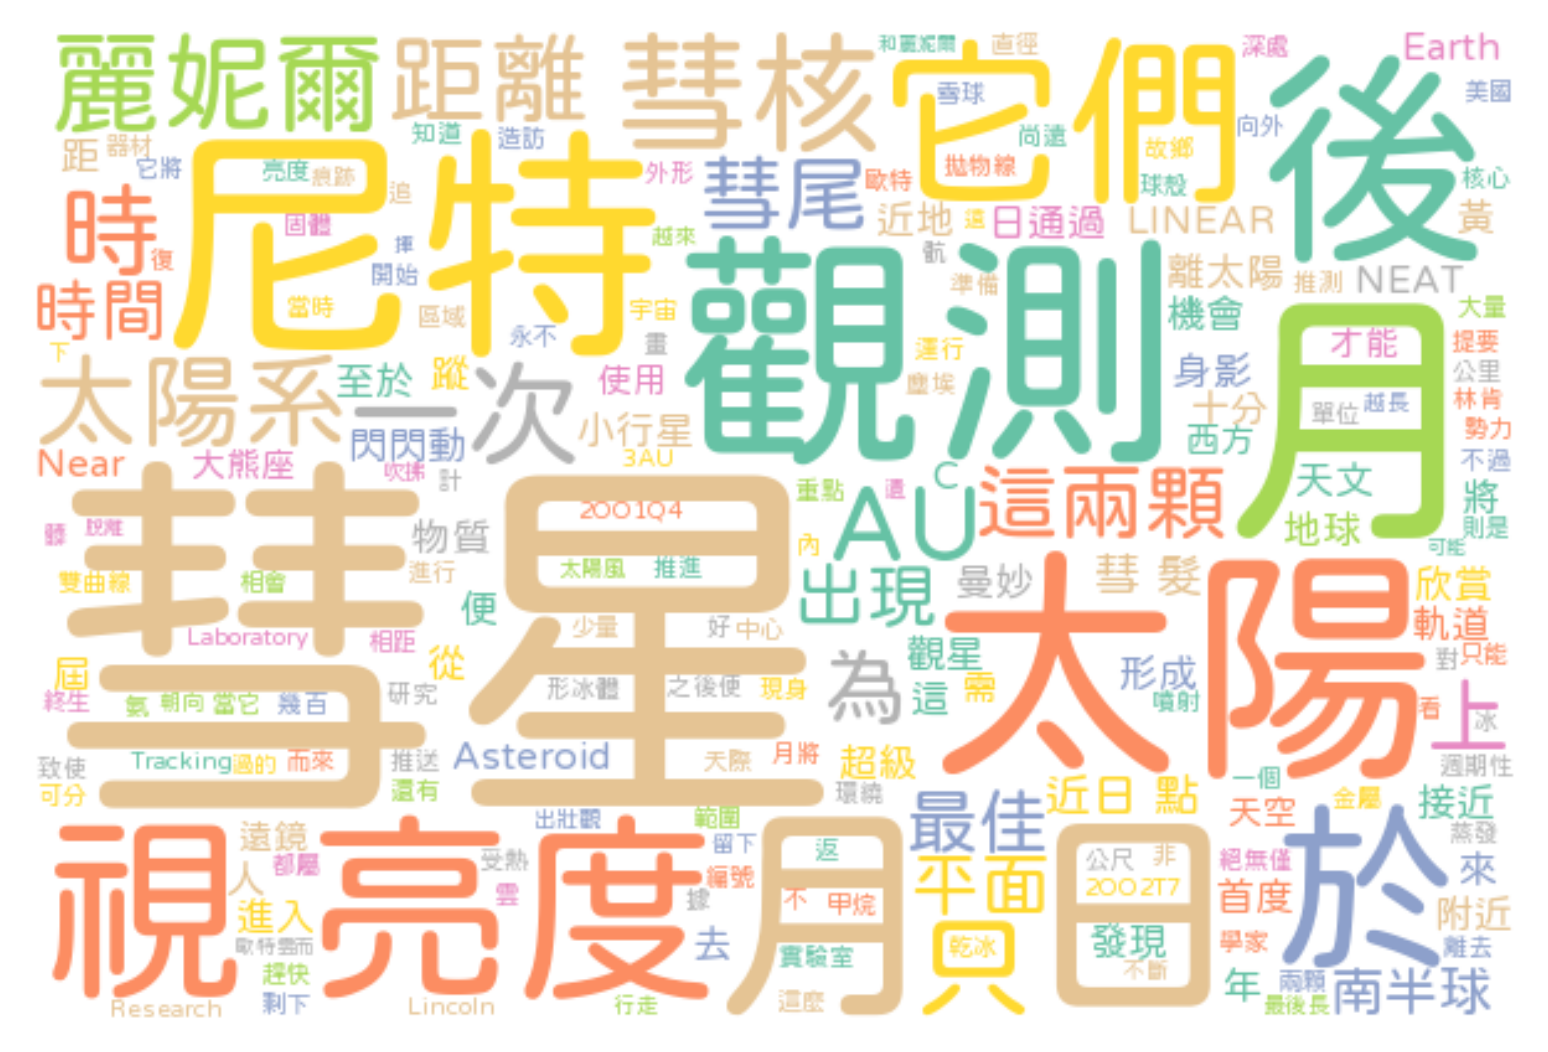 麗妮爾
距離
彗核
和麗妮爾
直徑
它們
深處
Earth
後
美國
雪球
向外
距
器材
它將
知道
造訪
尚遠
故鄉
亮度
痕跡
追
外形
彗尾
歐特
拋物線
球殼
核心
時
復
尼特
固體
揮
越來
近地
這
日通過
LINEAR
黃
開始
觀測
航
準備
離太陽
推測
NEAT
時間
當時
區域
宇宙
永不
機會
大量
月
下
畫
運行
才能
提要
太陽系
至於
蹤
一次
使用
塵埃
身影
公里
十分
單位
越長
林肯
閃閃動
小行星
西方
勢力
Near
大熊座
吹拂
計
3AU
重點
遺
C
不過
彗星
2001Q4
AU
這兩顆
天文
將
地球
則是
髒
脫離
物質
內
可能
雙曲線
相會
進行
太陽風
推進
出現
曼妙
彗髮
欣賞
太陽
便
Laboratory
相距
少量
好
中心
軌道
屆
從
為
觀星
形成
對
只能
終生
氨
朝向
當它
幾百
研究
形冰體
之後便
現身
這
需
噴射
看
上
冰
致使
Tracking
過的
而來
推送
Asteroid
天際
月將
超級
週期性
可分
還有
環繞
近日點
一個
金屬
接近
出壯觀
範圍
最佳
天空
於
蒸發
視亮度
遠鏡
都屬
受熱
留下
月
返
公尺
非
絕無僅
來
人
雲
編號
平面
日
2002T7
首度
進入
據
不
甲烷
附近
歐特雲而
去
只
乾冰
發現
學家
離去
趕快
實驗室
不斷
年
兩顆
南半球
Research
剩下
Lincoln
行走
這麼
最後長